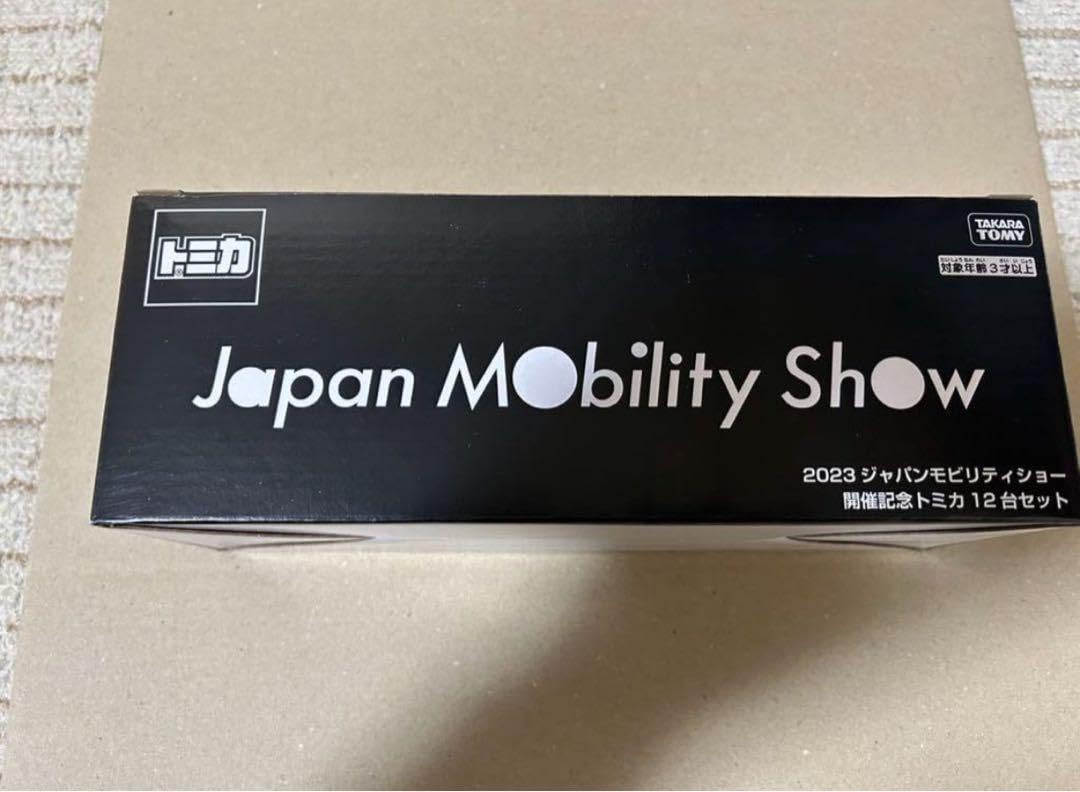 トミカ
TAKARA
TOMY
対象年齢3才以上
Japan Mobility Show
2023 ジャパンモビリティショー
開催記念トミカ 12台セット